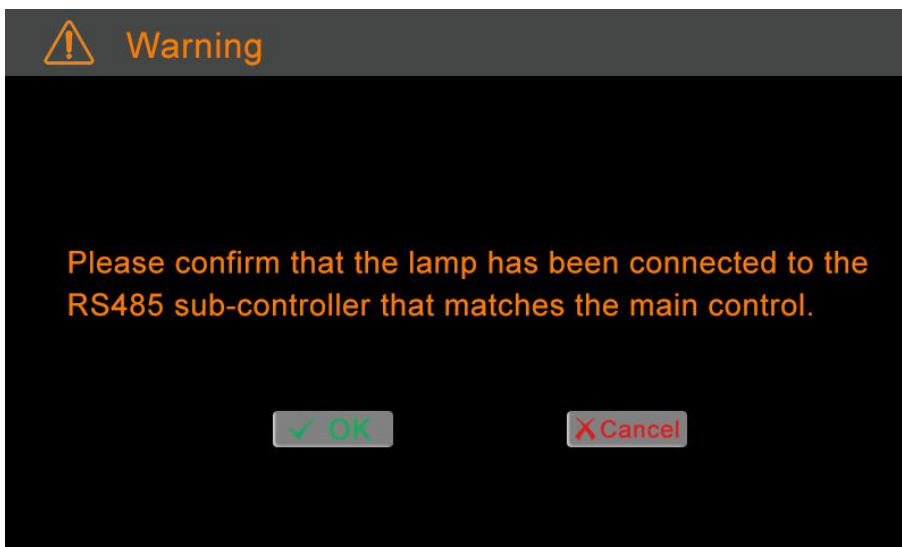 Warning
Please confirm that the lamp has been connected to the
RS485 sub-controller that matches the main control.
OK
Cancel